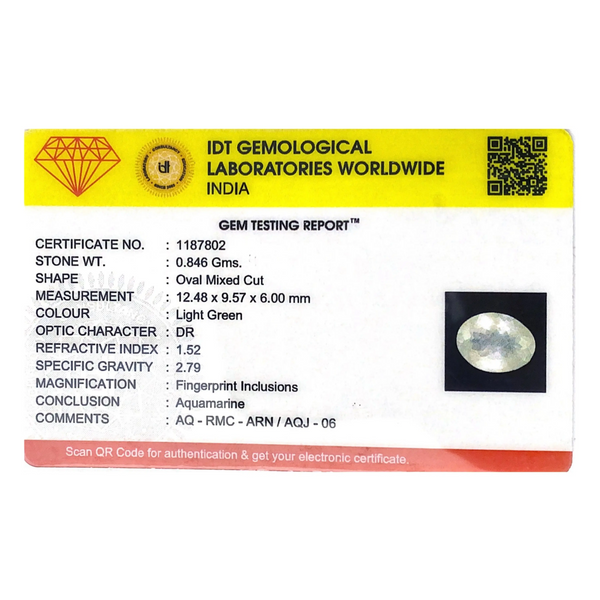 IDT GEMOLOGICAL
LABORATORIES WORLDWIDE
INDIA
GEM TESTING REPORT™
CERTIFICATE NO. : 1187802
STONE WT. : 0.846 Gms.
SHAPE : Oval Mixed Cut
MEASUREMENT : 12.48 x 9.57 x 6.00 mm
COLOUR : Light Green
OPTIC CHARACTER : DR
REFRACTIVE INDEX : 1.52
SPECIFIC GRAVITY : 2.79
MAGNIFICATION : Fingerprint Inclusions
CONCLUSION : Aquamarine
COMMENTS : AQ - RMC - ARN / AQJ - 06
Scan QR Code for authentication & get your electronic certificate.